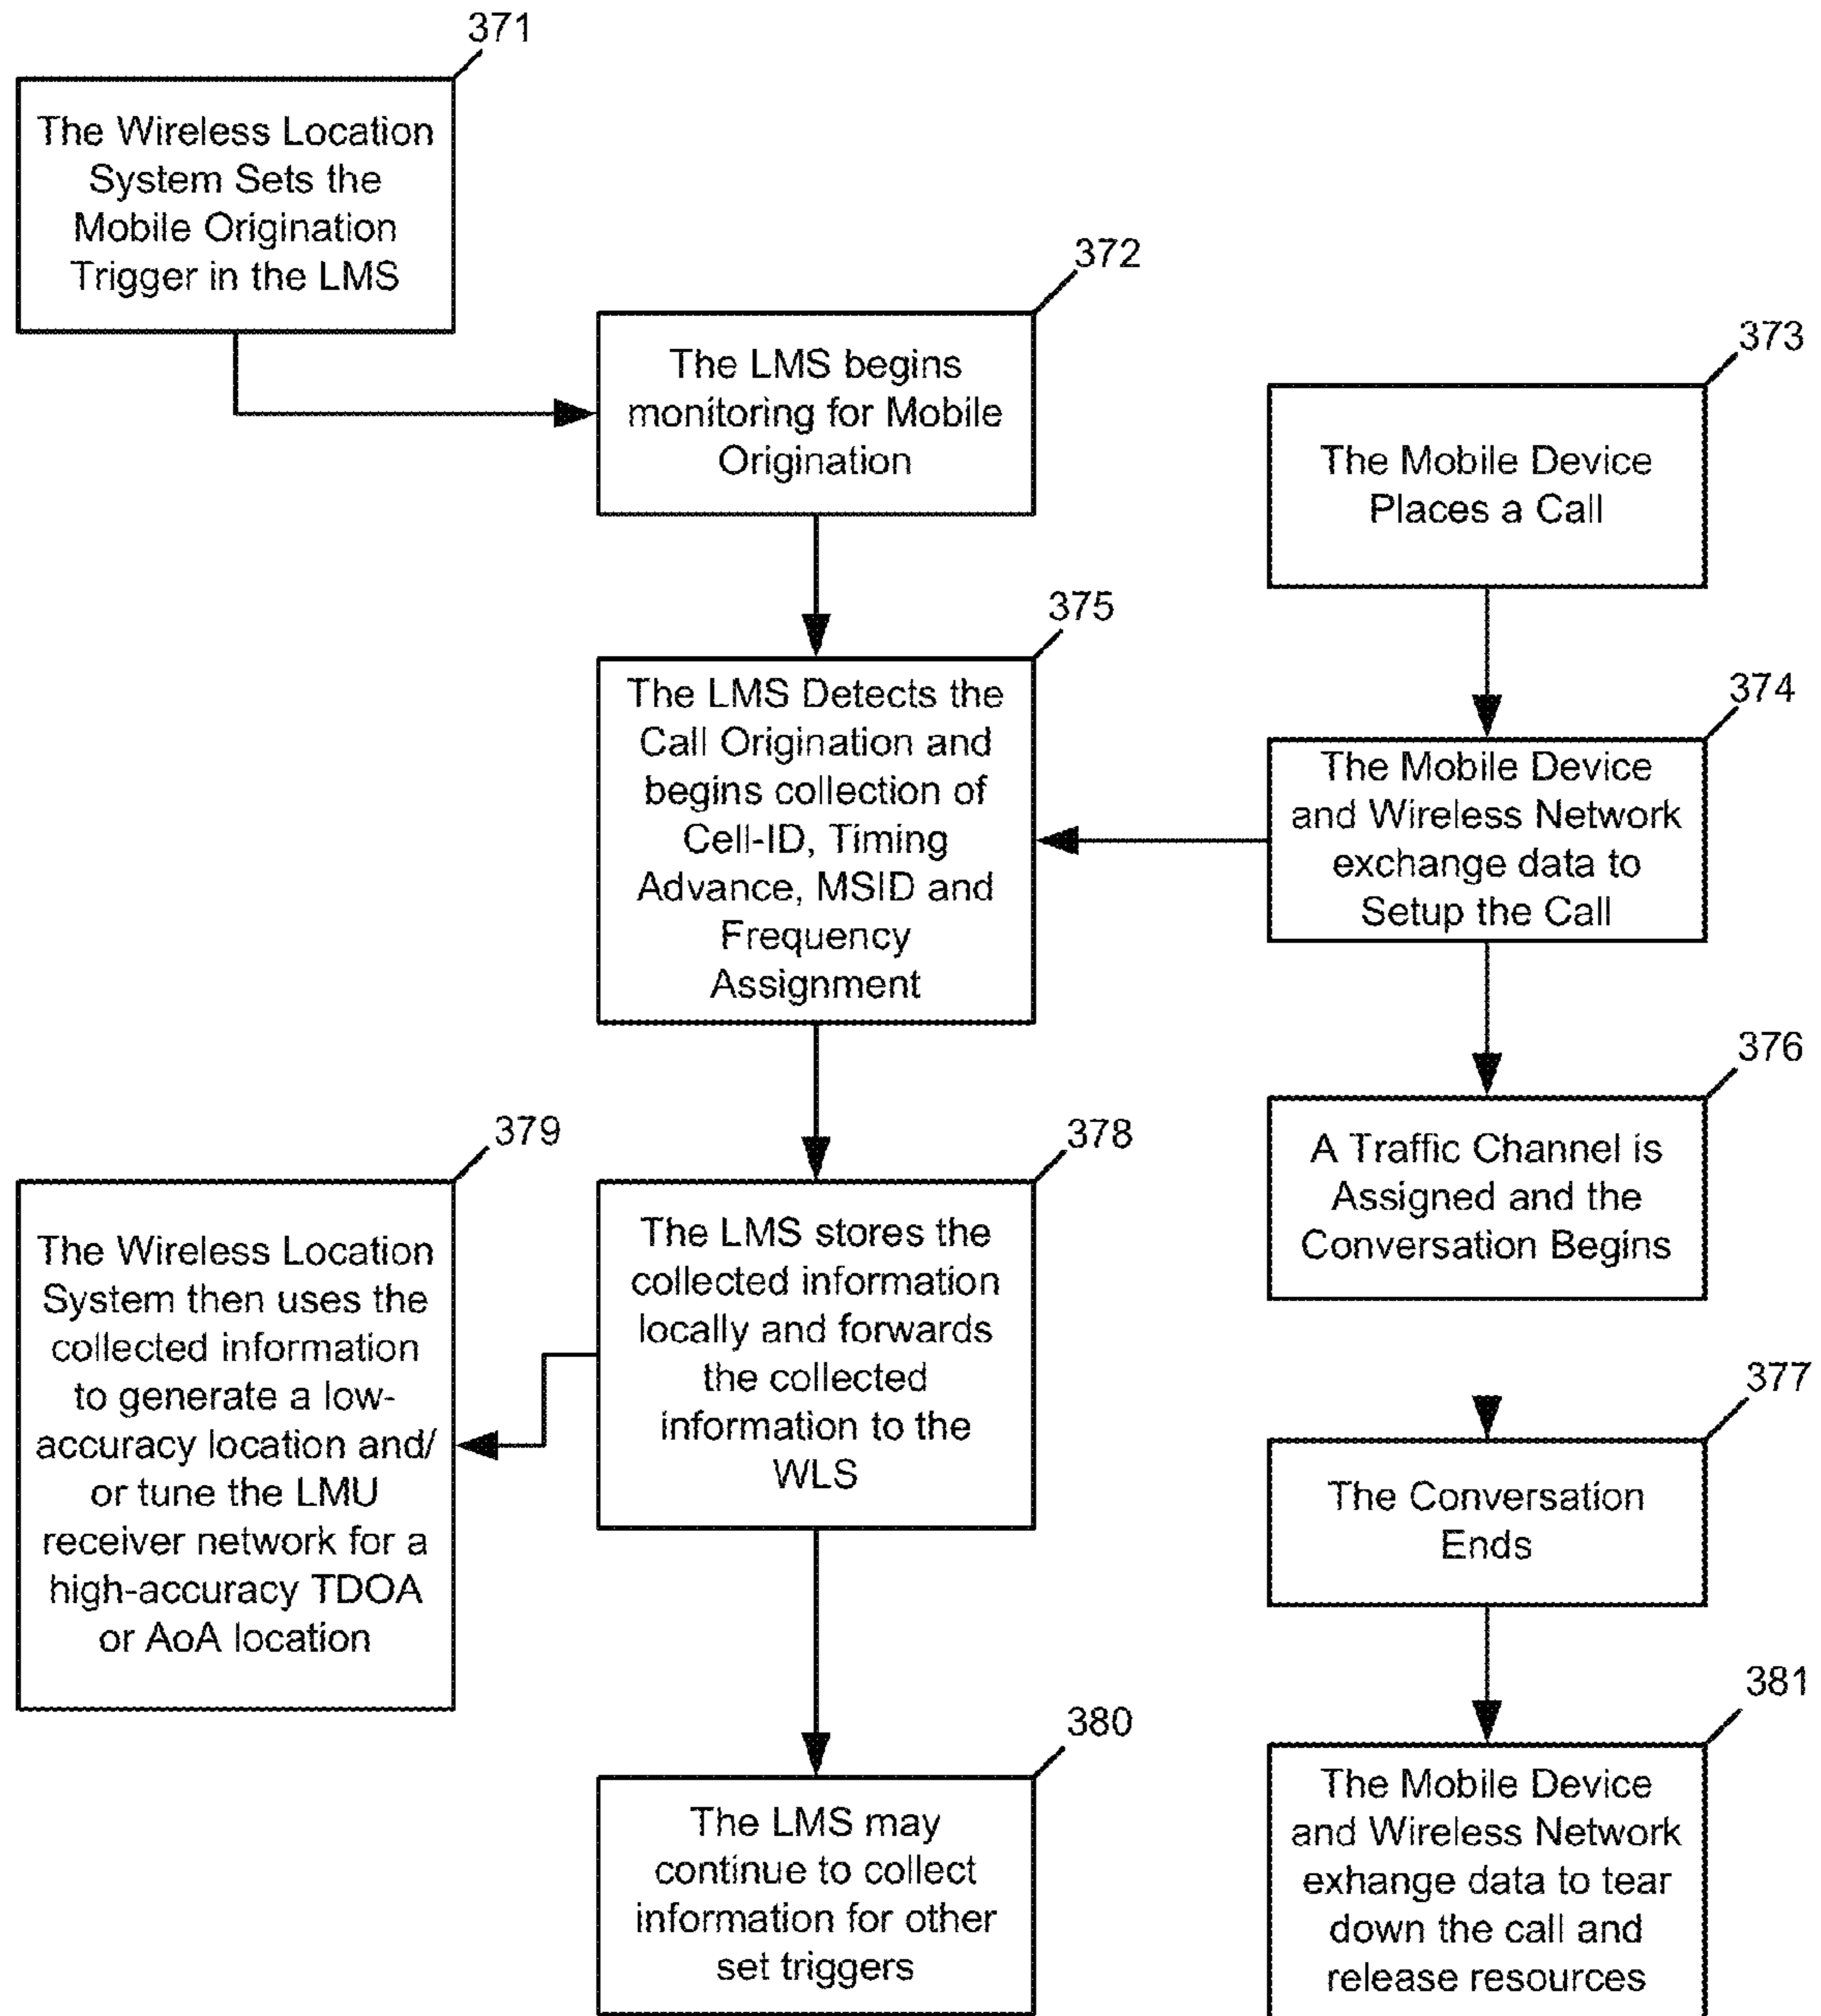 371
The Wireless Location
System Sets the
Mobile Origination
Trigger in the LMS
372
The LMS begins
monitoring for Mobile
Origination
373
The Mobile Device
Places a Call
374
The Mobile Device
and Wireless Network
exchange data to
Setup the Call
375
The LMS Detects the
Call Origination and
begins collection of
Cell-ID, Timing
Advance, MSID and
Frequency
Assignment
376
A Traffic Channel is
Assigned and the
Conversation Begins
377
The Conversation
Ends
378
The LMS stores the
collected information
locally and forwards
the collected
information to the
WLS
379
The Wireless Location
System then uses the
collected information
to generate a low-
accuracy location and/
or tune the LMU
receiver network for a
high-accuracy TDOA
or AoA location
380
The LMS may
continue to collect
information for other
set triggers
381
The Mobile Device
and Wireless Network
exhange data to tear
down the call and
release resources